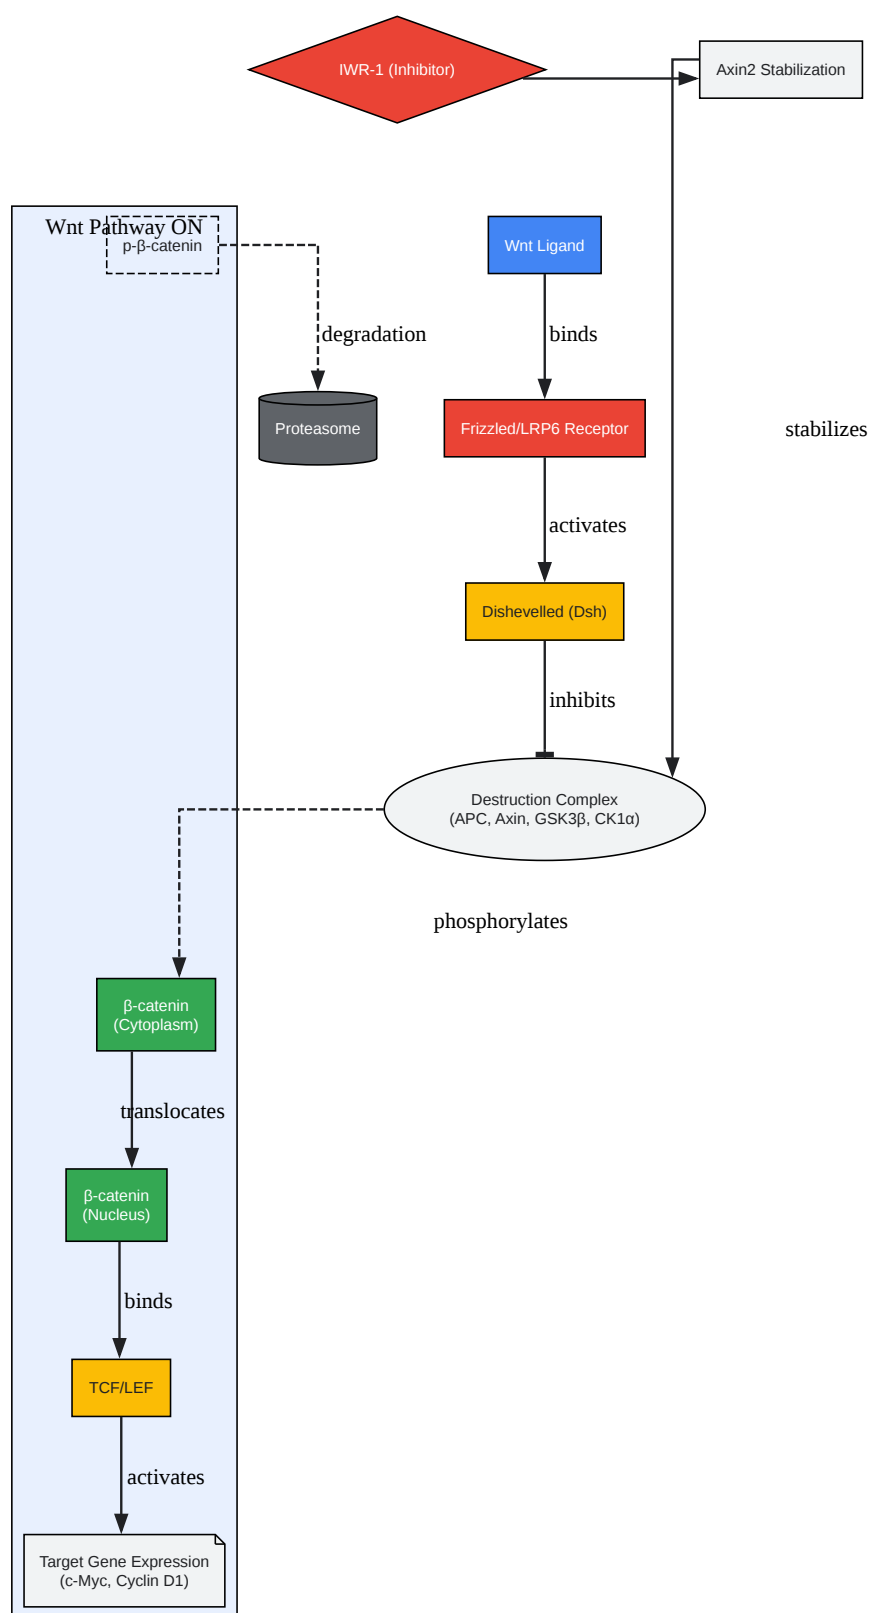 IWR-1 (Inhibitor)
Axin2 Stabilization
Wnt Pathway ON
p-β-catenin
Wnt Ligand
degradation
binds
Proteasome
Frizzled/LRP6 Receptor
stabilizes
activates
Dishevelled (Dsh)
inhibits
Destruction Complex
(APC, Axin, GSK3β, CK1α)
phosphorylates
β-catenin
(Cytoplasm)
translocates
β-catenin
(Nucleus)
binds
TCF/LEF
activates
Target Gene Expression
(c-Myc, Cyclin D1)